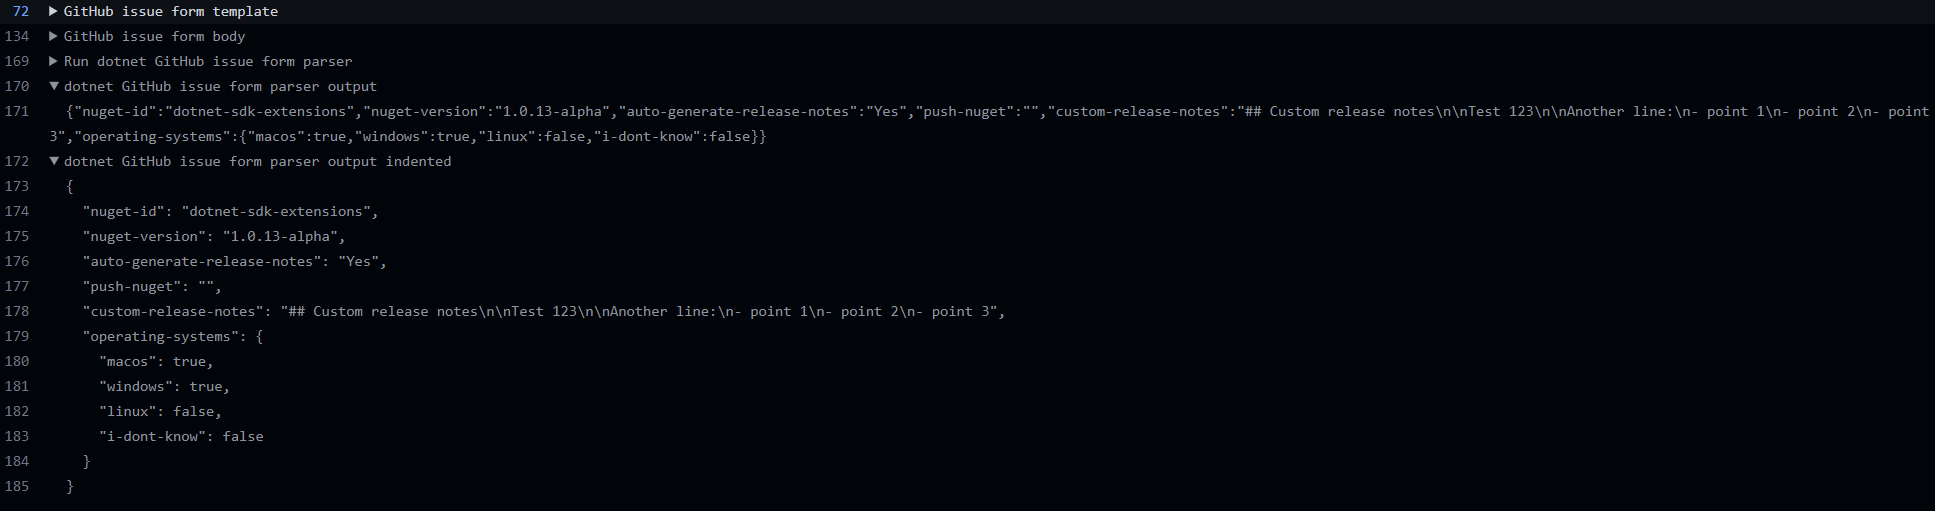 72 ▶ GitHub issue form template
134 ▶ GitHub issue form body
169 ▶ Run dotnet GitHub issue form parser
170 ▼ dotnet GitHub issue form parser output
171 {"nuget-id":"dotnet-sdk-extensions","nuget-version":"1.0.13-alpha","auto-generate-release-notes":"Yes","push-nuget":"","custom-release-notes":"## Custom release notes\n\nTest 123\n\nAnother line:\n- point 1\n- point 2\n- point
3","operating-systems":{"macos":true,"windows":true,"linux":false,"i-dont-know":false}}
172 ▼ dotnet GitHub issue form parser output indented
173 {
174 "nuget-id": "dotnet-sdk-extensions",
175 "nuget-version": "1.0.13-alpha",
176 "auto-generate-release-notes": "Yes",
177 "push-nuget": "",
178 "custom-release-notes": "## Custom release notes\n\nTest 123\n\nAnother line:\n- point 1\n- point 2\n- point 3",
179 "operating-systems": {
180 "macos": true,
181 "windows": true,
182 "linux": false,
183 "i-dont-know": false
184 }
185 }